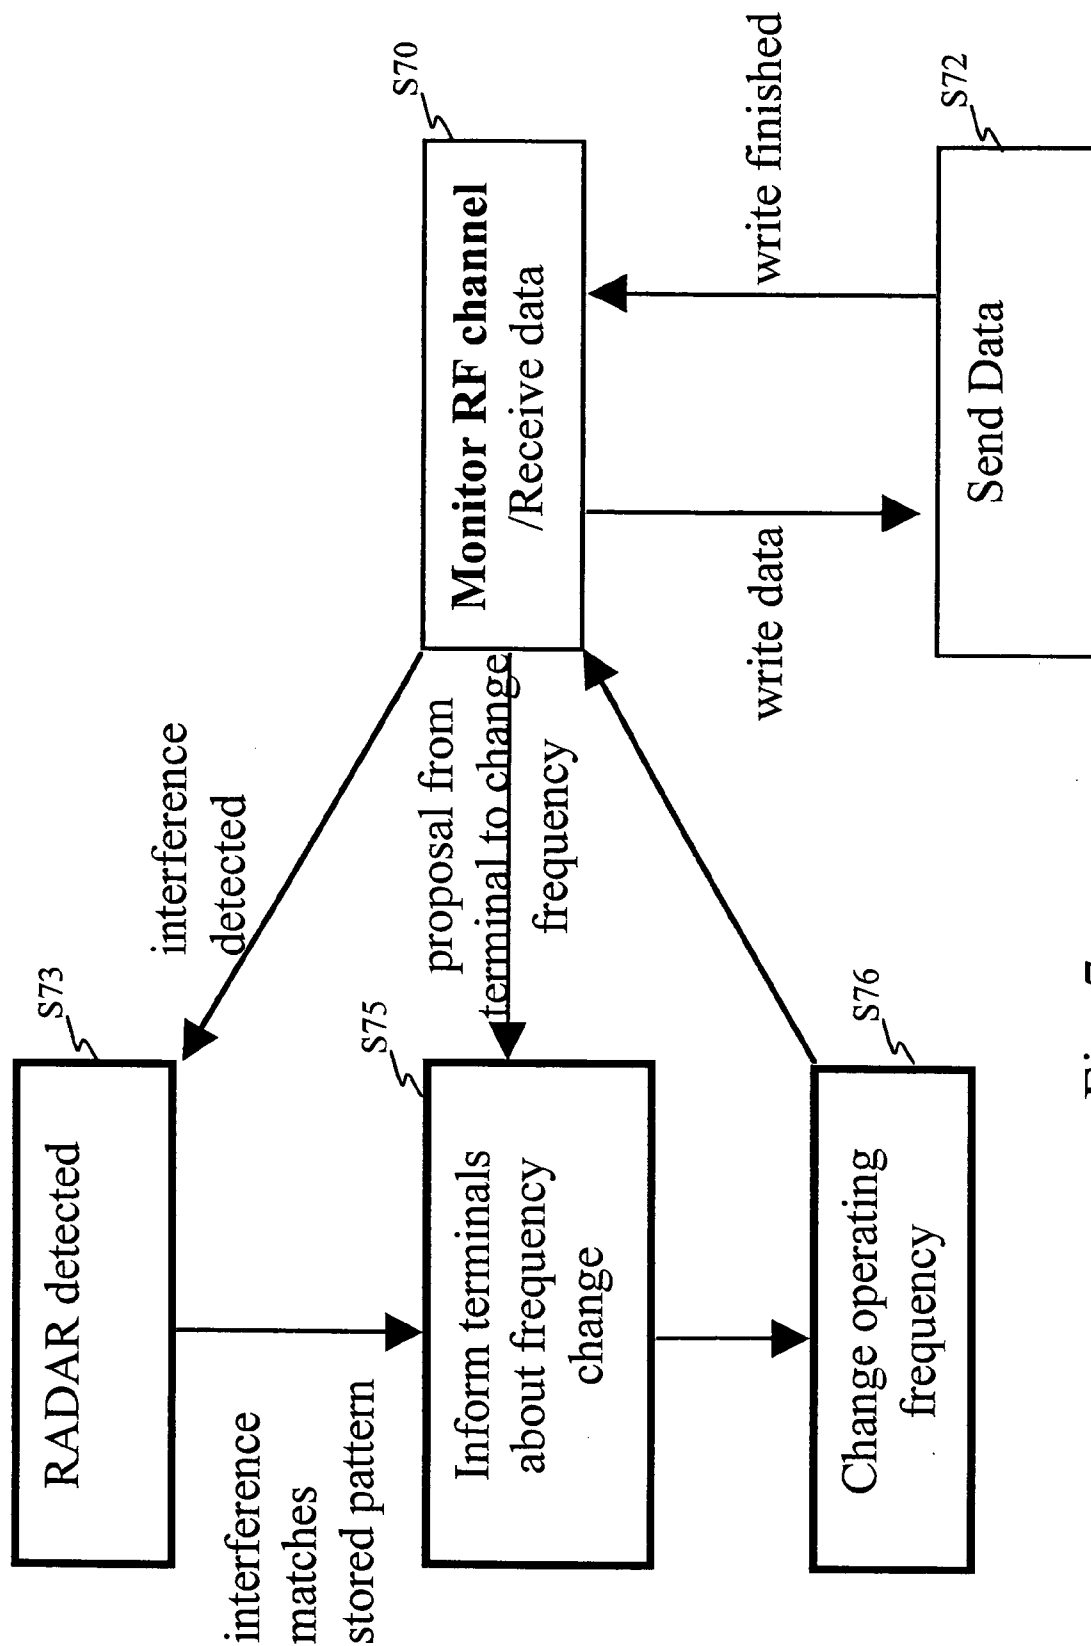 S73
RADAR detected
interference
detected
interference
matches
stored pattern
S75
Inform terminals
about frequency
change
proposal from
terminal to change
frequency
S70
Monitor RF channel
/Receive data
write data
write finished
S76
Change operating
frequency
S72
Send Data